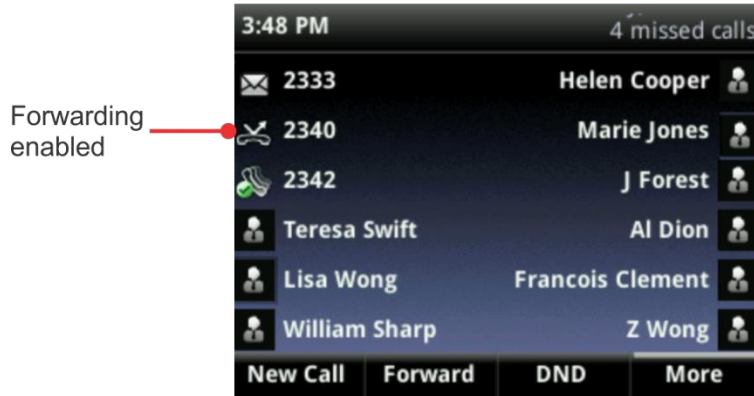 3:48 PM 4 missed calls
2333 Helen Cooper
Forwarding enabled
2340 Marie Jones
2342 J Forest
Teresa Swift Al Dion
Lisa Wong Francois Clement
William Sharp Z Wong
New Call Forward DND More